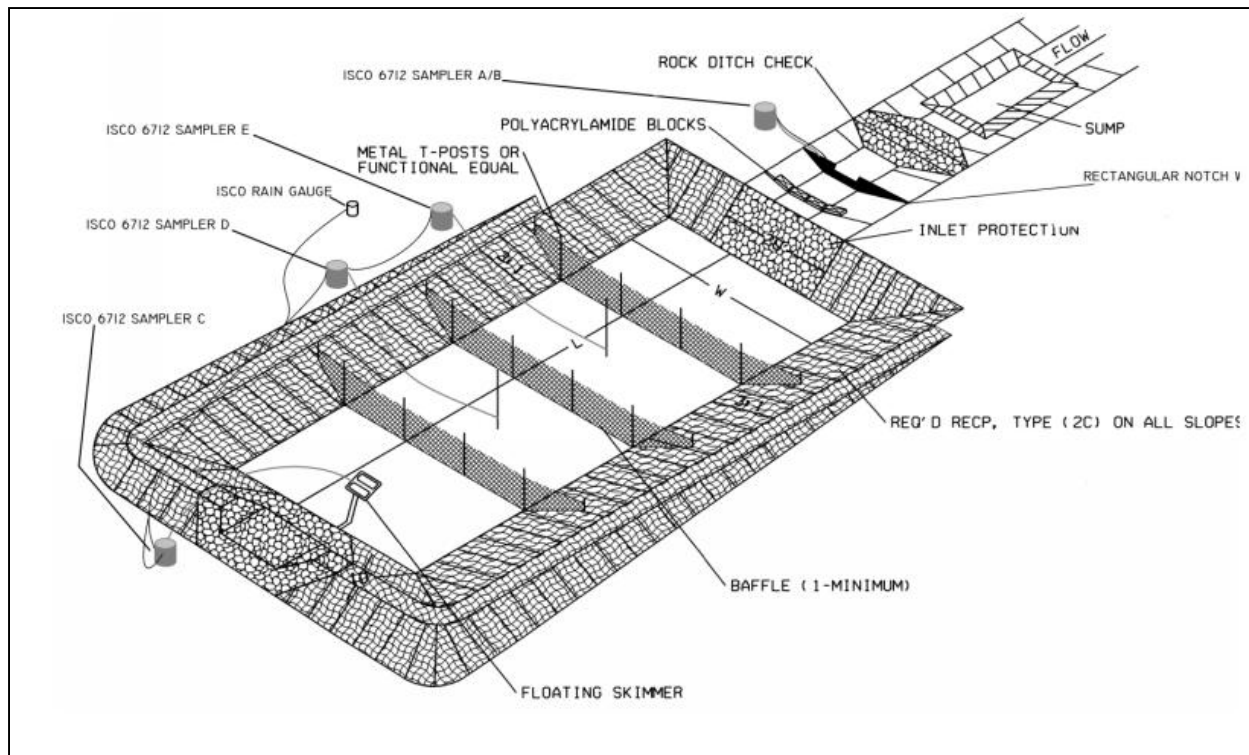 ISCO 6712 SAMPLER A/B
ROCK DITCH CHECK
FLOW
SUMP
ISCO 6712 SAMPLER E
POLYACRYLAMIDE BLOCKS
METAL T-POSTS OR
FUNCTIONAL EQUAL
RECTANGULAR NOTCH
ISCO RAIN GAUGE
ISCO 6712 SAMPLER D
INLET PROTECTION
W
L
ISCO 6712 SAMPLER C
REQ'D RECP, TYPE (2C) ON ALL SLOPES
BAFFLE (1-MINIMUM)
FLOATING SKIMMER